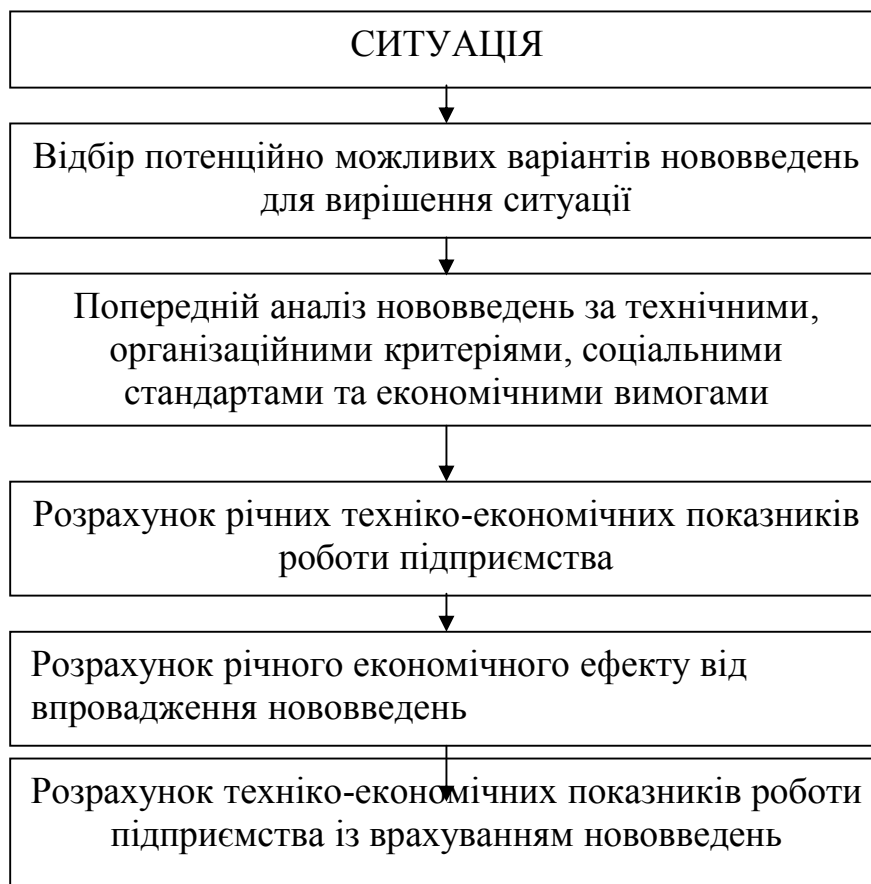 СИТУАЦІЯ
Відбір потенційно можливих варіантів нововведень
для вирішення ситуації
Попередній аналіз нововведень за технічними,
організаційними критеріями, соціальними
стандартами та економічними вимогами
Розрахунок річних техніко-економічних показників
роботи підприємства
Розрахунок річного економічного ефекту від
впровадження нововведень
Розрахунок техніко-економічних показників роботи
підприємства із врахуванням нововведень